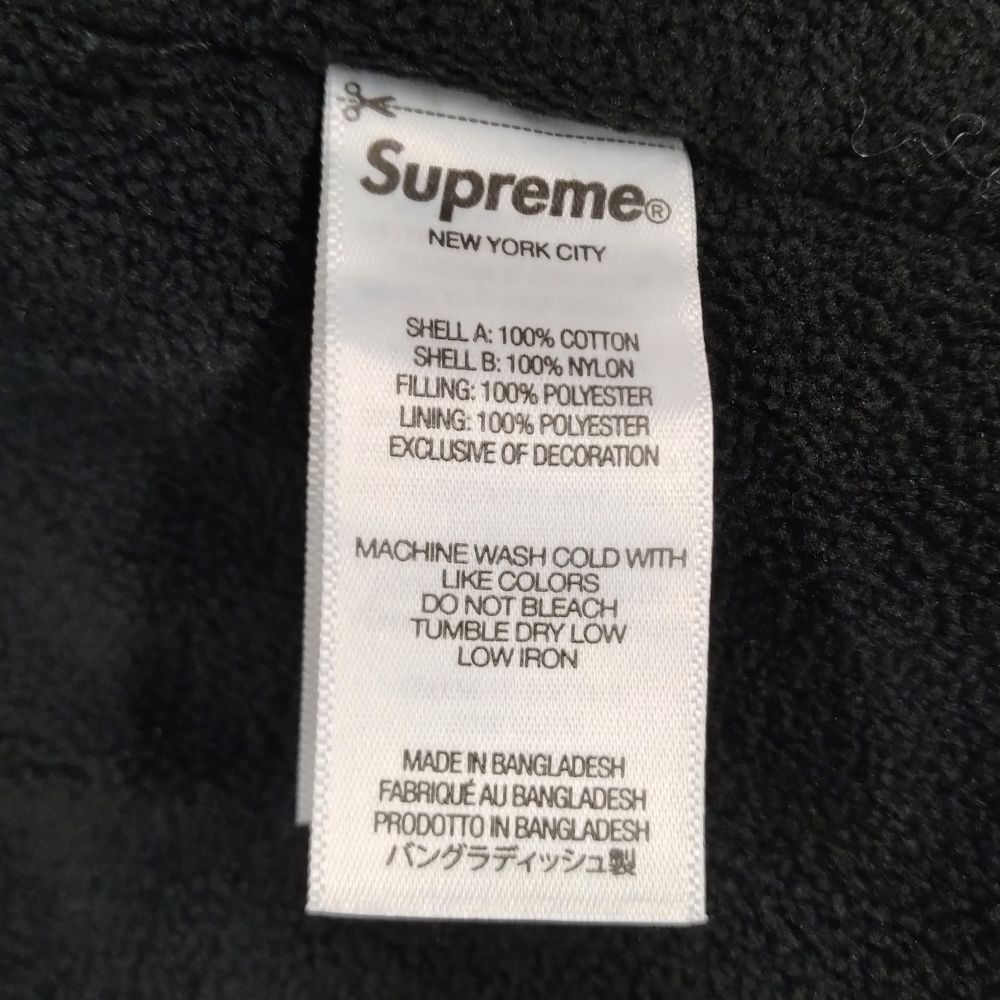 Supreme®
NEW YORK CITY
SHELL A: 100% COTTON
SHELL B: 100% NYLON
FILLING: 100% POLYESTER
LINING: 100% POLYESTER
EXCLUSIVE OF DECORATION
MACHINE WASH COLD WITH
LIKE COLORS
DO NOT BLEACH
TUMBLE DRY LOW
LOW IRON
MADE IN BANGLADESH
FABRIQUÉ AU BANGLADESH
PRODOTTO IN BANGLADESH
バングラディッシュ製